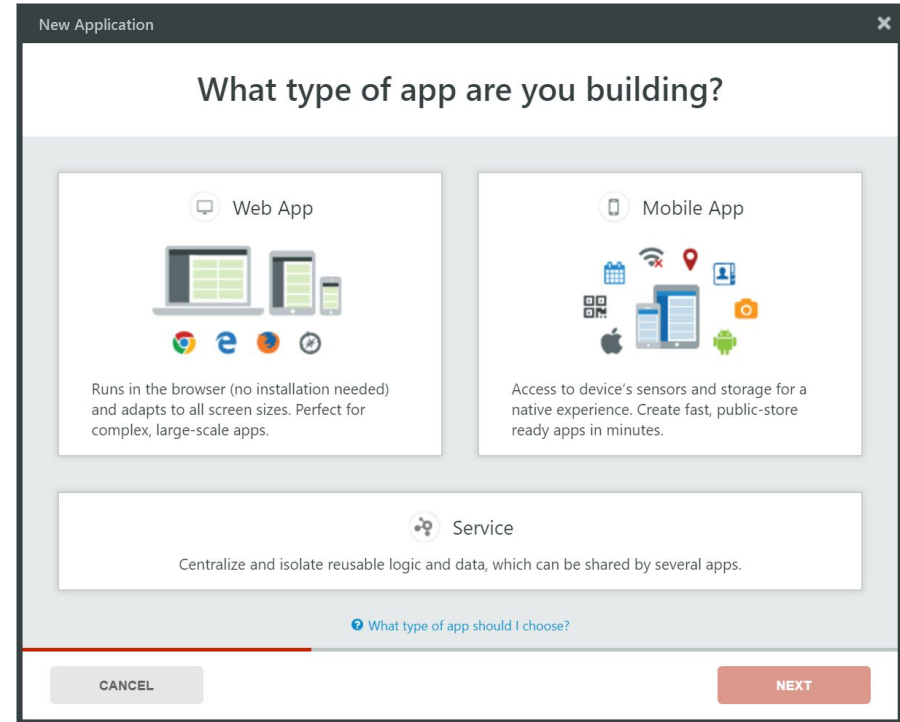 New Application
What type of app are you building?
Web App
Runs in the browser (no installation needed)
and adapts to all screen sizes. Perfect for
complex, large-scale apps.
Mobile App
Access to device's sensors and storage for a
native experience. Create fast, public-store
ready apps in minutes.
Service
Centralize and isolate reusable logic and data, which can be shared by several apps.
What type of app should I choose?
CANCEL
NEXT